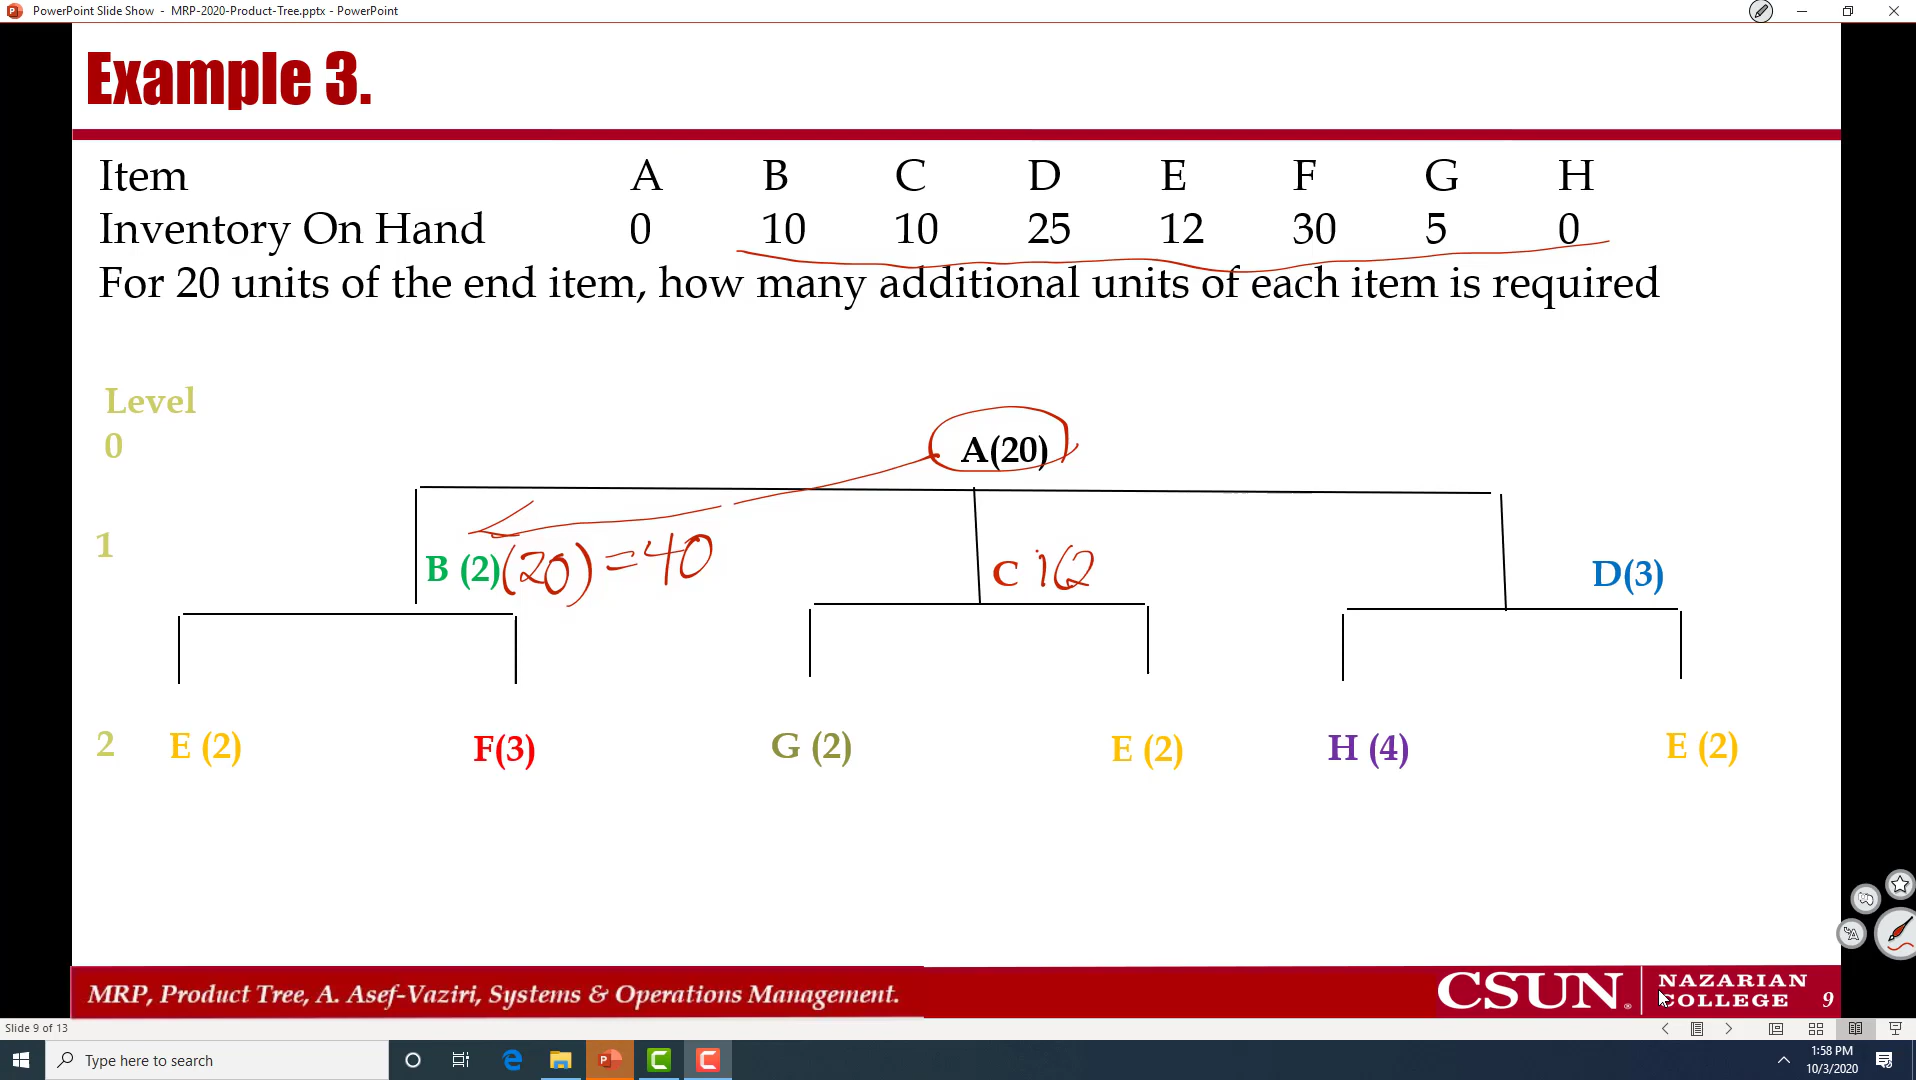 PowerPoint Slide Show - MRP-2020-Product-Tree.pptx - PowerPoint
Example 3.
Item A B C D E F G H
Inventory On Hand 0 10 10 25 12 30 5 0
For 20 units of the end item, how many additional units of each item is required
Level
0
A(20)
1
B (2)(20)=40
C 1(2
D(3)
2
E (2)
F(3)
G (2)
E (2)
H (4)
E (2)
MRP, Product Tree, A. Asef-Vaziri, Systems & Operations Management.
CSUN® NAZARIAN
COLLEGE 9
Slide 9 of 13
Type here to search
1:58 PM
10/3/2020